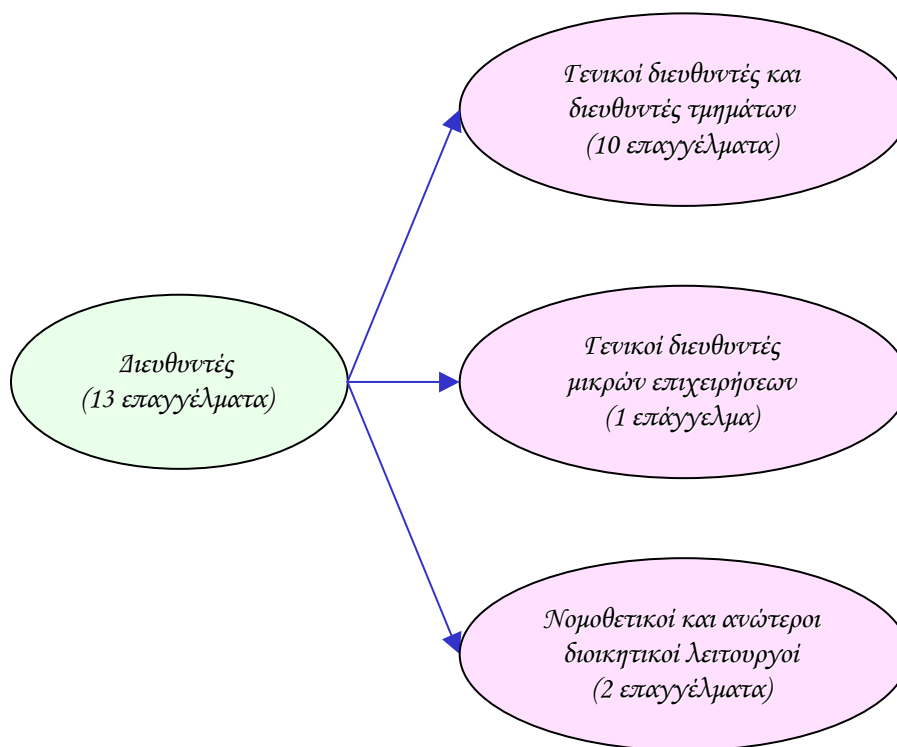 Γενικοί διευθυντές και
διευθυντές τμημάτων
(10 επαγγέλματα)
Διευθυντές
(13 επαγγέλματα)
Γενικοί διευθυντές
μικρών επιχειρήσεων
(1 επάγγελμα)
Νομοθετικοί και ανώτεροι
διοικητικοί λειτουργοί
(2 επαγγέλματα)